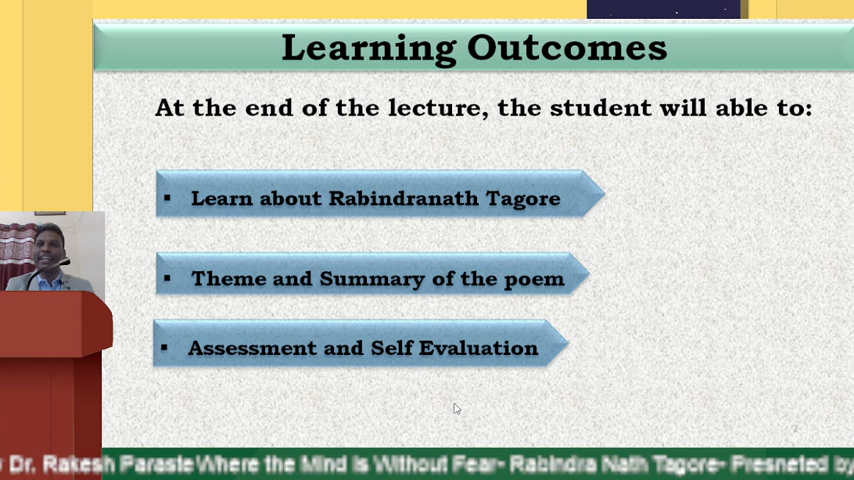 Learning Outcomes
At the end of the lecture, the student will able to:
▪ Learn about Rabindranath Tagore
▪ Theme and Summary of the poem
▪ Assessment and Self Evaluation
2
Dr. Rakesh Paraste Where the Mind Is Without Fear- Rabindra Nath Tagore- Presneted by